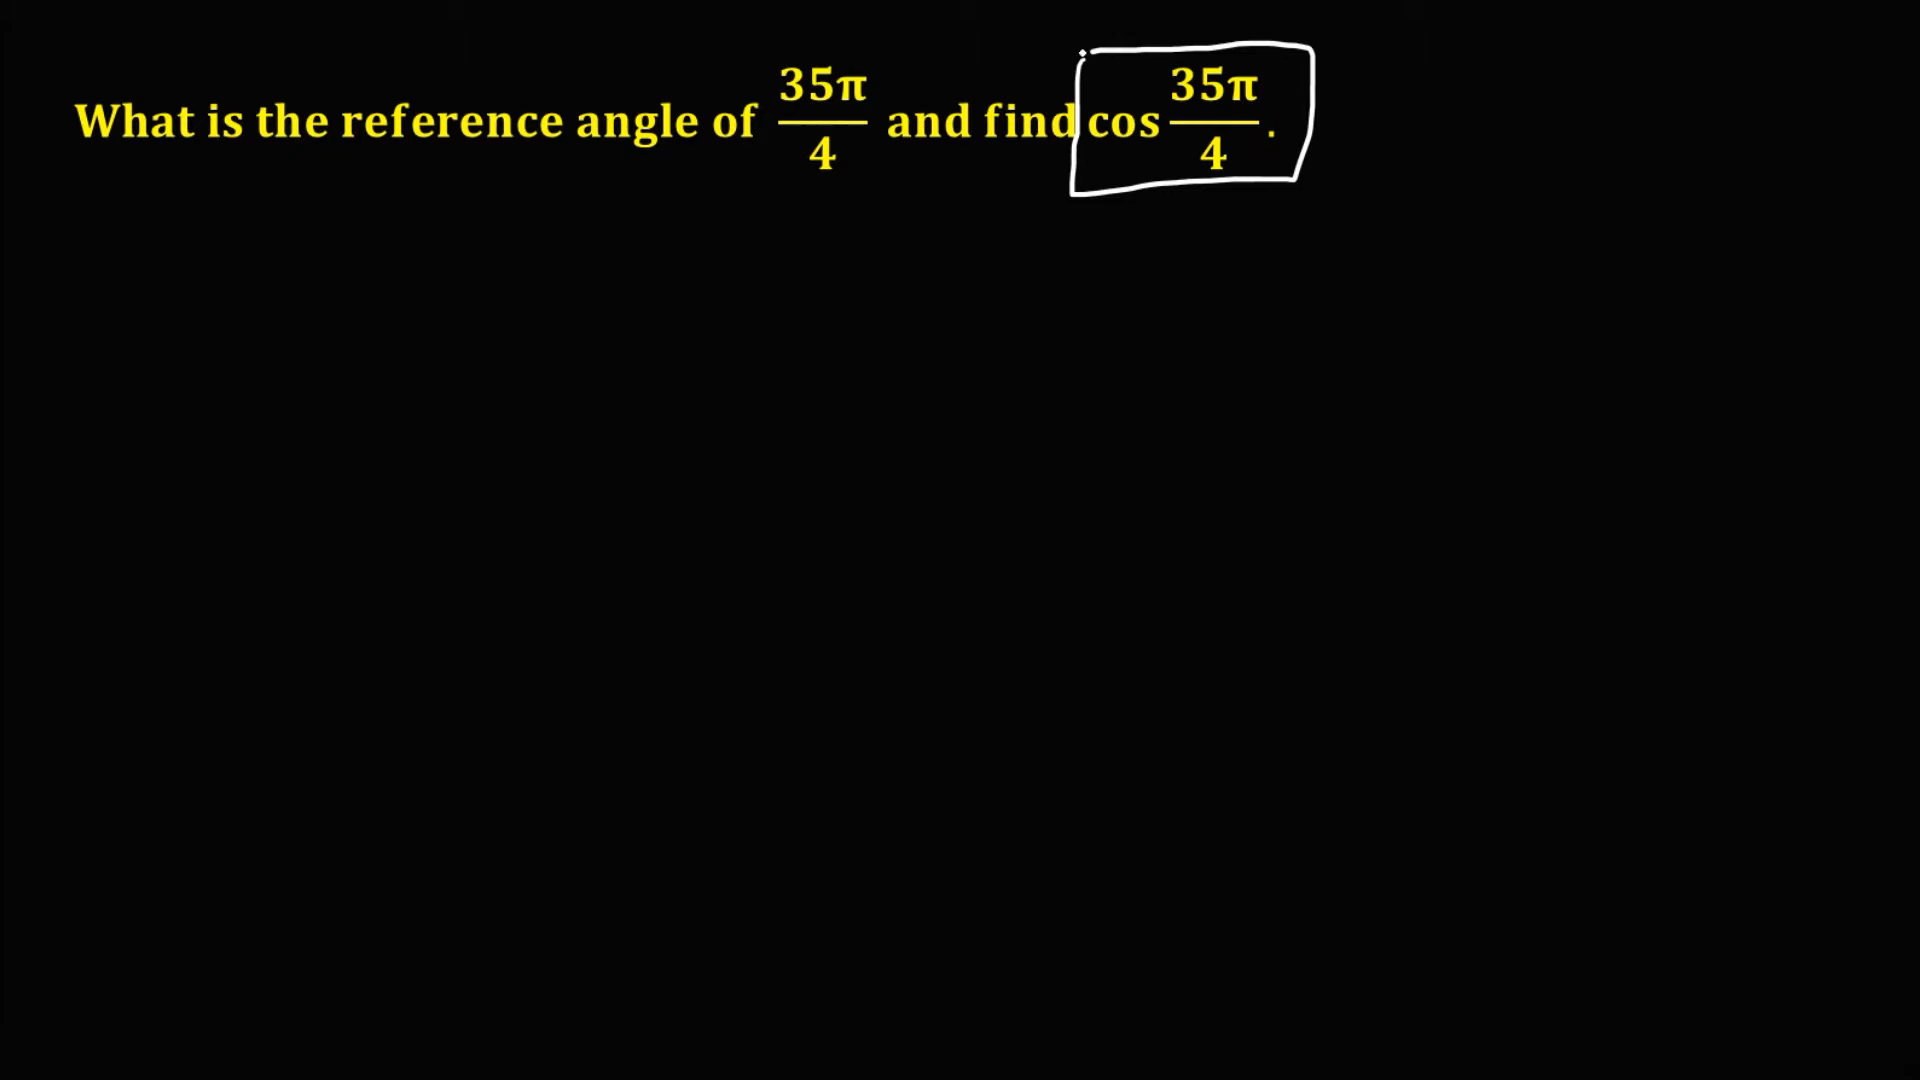 What is the reference angle of 35π/4 and find cos 35π/4.